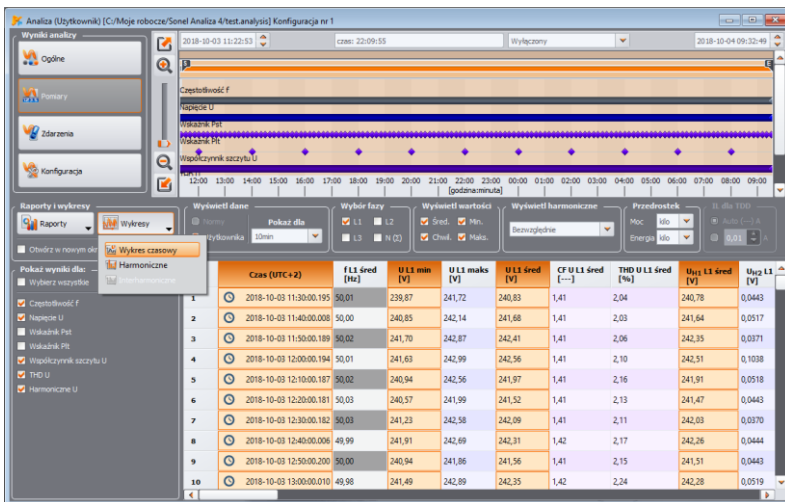 Analiza (Użytkownik) [C:/Moje robocze/Sonel Analiza 4/test.analysis] Konfiguracja nr 1
Wyniki analizy
Ogólne
Pomiary
Zdarzenia
Konfiguracja
2018-10-03 11:22:53 czas: 22:09:55 Wyłączony 2018-10-04 09:32:49
S E
Częstotliwość f
Napięcie U
Wskaźnik Pst
Wskaźnik Plt
Współczynnik szczytu U
12:00 13:00 14:00 15:00 16:00 17:00 18:00 19:00 20:00 21:00 22:00 23:00 00:00 01:00 02:00 03:00 04:00 05:00 06:00 07:00 08:00 09:00
[godzina:minuta]
Raporty i wykresy
Raporty Wykresy
Otwórz w nowym
Wykres czasowy
Harmoniczne
Interharmoniczne
Wyświetl dane
Normy
Pokaż dla
10min
Wybór fazy
L1 L2
L3 N (Σ)
Wyświetl wartości
Śred. Min.
Chwil. Maks.
Wyświetl harmoniczne
Bezwzględnie
Przedrostek
Moc kilo
Energia kilo
IL dla TDD
Auto (---) A
0,01 A
Pokaż wyniki dla:
Wybierz wszystkie
Częstotliwość f
Napięcie U
Wskaźnik Pst
Wskaźnik Plt
Współczynnik szczytu U
THD U
Harmoniczne U
Czas (UTC+2) f L1 śred [Hz] U L1 min [V] U L1 maks [V] U L1 śred [V] CF U L1 śred [---] THD U L1 śred [%] UH1 L1 śred [V] UH2 L1 [V]
1 2018-10-03 11:30:00.195 50,01 239,87 241,72 240,83 1,41 2,04 240,78 0,0443
2 2018-10-03 11:40:00.008 50,00 240,85 242,14 241,68 1,41 2,03 241,64 0,0517
3 2018-10-03 11:50:00.189 50,02 241,70 242,87 242,41 1,41 2,06 242,35 0,0371
4 2018-10-03 12:00:00.194 50,01 241,63 242,99 242,56 1,41 2,10 242,51 0,1038
5 2018-10-03 12:10:00.187 50,02 240,94 242,56 241,97 1,41 2,16 241,91 0,0518
6 2018-10-03 12:20:00.181 50,03 240,57 241,99 241,52 1,41 2,13 241,47 0,0443
7 2018-10-03 12:30:00.182 50,03 241,23 242,58 242,09 1,41 2,11 242,03 0,0370
8 2018-10-03 12:40:00.006 49,99 241,91 242,69 242,31 1,42 2,17 242,26 0,0444
9 2018-10-03 12:50:00.200 50,00 240,94 241,86 241,56 1,41 2,15 241,51 0,0443
10 2018-10-03 13:00:00.010 49,98 241,49 242,89 242,35 1,42 2,24 242,28 0,0519